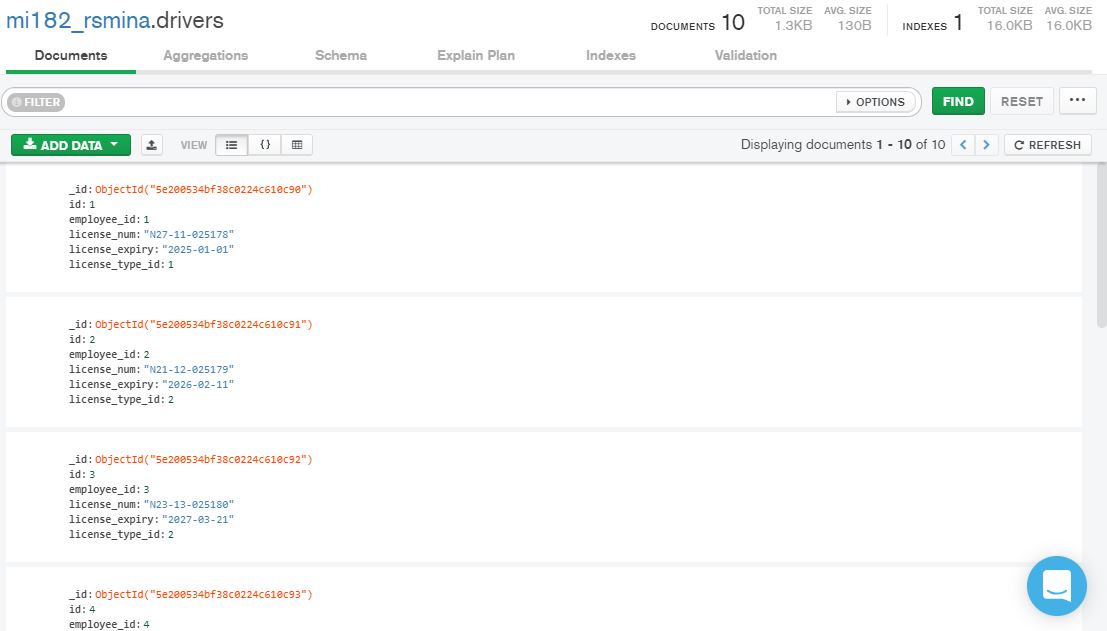 mi182_rsmina.drivers
DOCUMENTS 10 TOTAL SIZE 1.3KB AVG. SIZE 130B INDEXES 1 TOTAL SIZE 16.0KB AVG. SIZE 16.0KB
Documents Aggregations Schema Explain Plan Indexes Validation
FILTER OPTIONS FIND RESET ...
ADD DATA VIEW {} Displaying documents 1 - 10 of 10 < > REFRESH
_id: ObjectId("5e200534bf38c0224c610c90")
id: 1
employee_id: 1
license_num: "N27-11-025178"
license_expiry: "2025-01-01"
license_type_id: 1
_id: ObjectId("5e200534bf38c0224c610c91")
id: 2
employee_id: 2
license_num: "N21-12-025179"
license_expiry: "2026-02-11"
license_type_id: 2
_id: ObjectId("5e200534bf38c0224c610c92")
id: 3
employee_id: 3
license_num: "N23-13-025180"
license_expiry: "2027-03-21"
license_type_id: 2
_id: ObjectId("5e200534bf38c0224c610c93")
id: 4
employee_id: 4